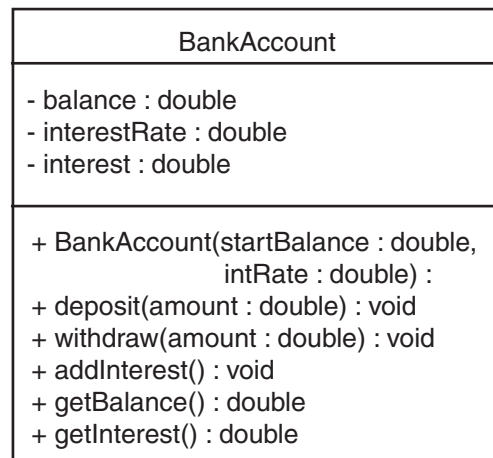 BankAccount
- balance : double
- interestRate : double
- interest : double
+ BankAccount(startBalance : double,
intRate : double) :
+ deposit(amount : double) : void
+ withdraw(amount : double) : void
+ addInterest() : void
+ getBalance() : double
+ getInterest() : double